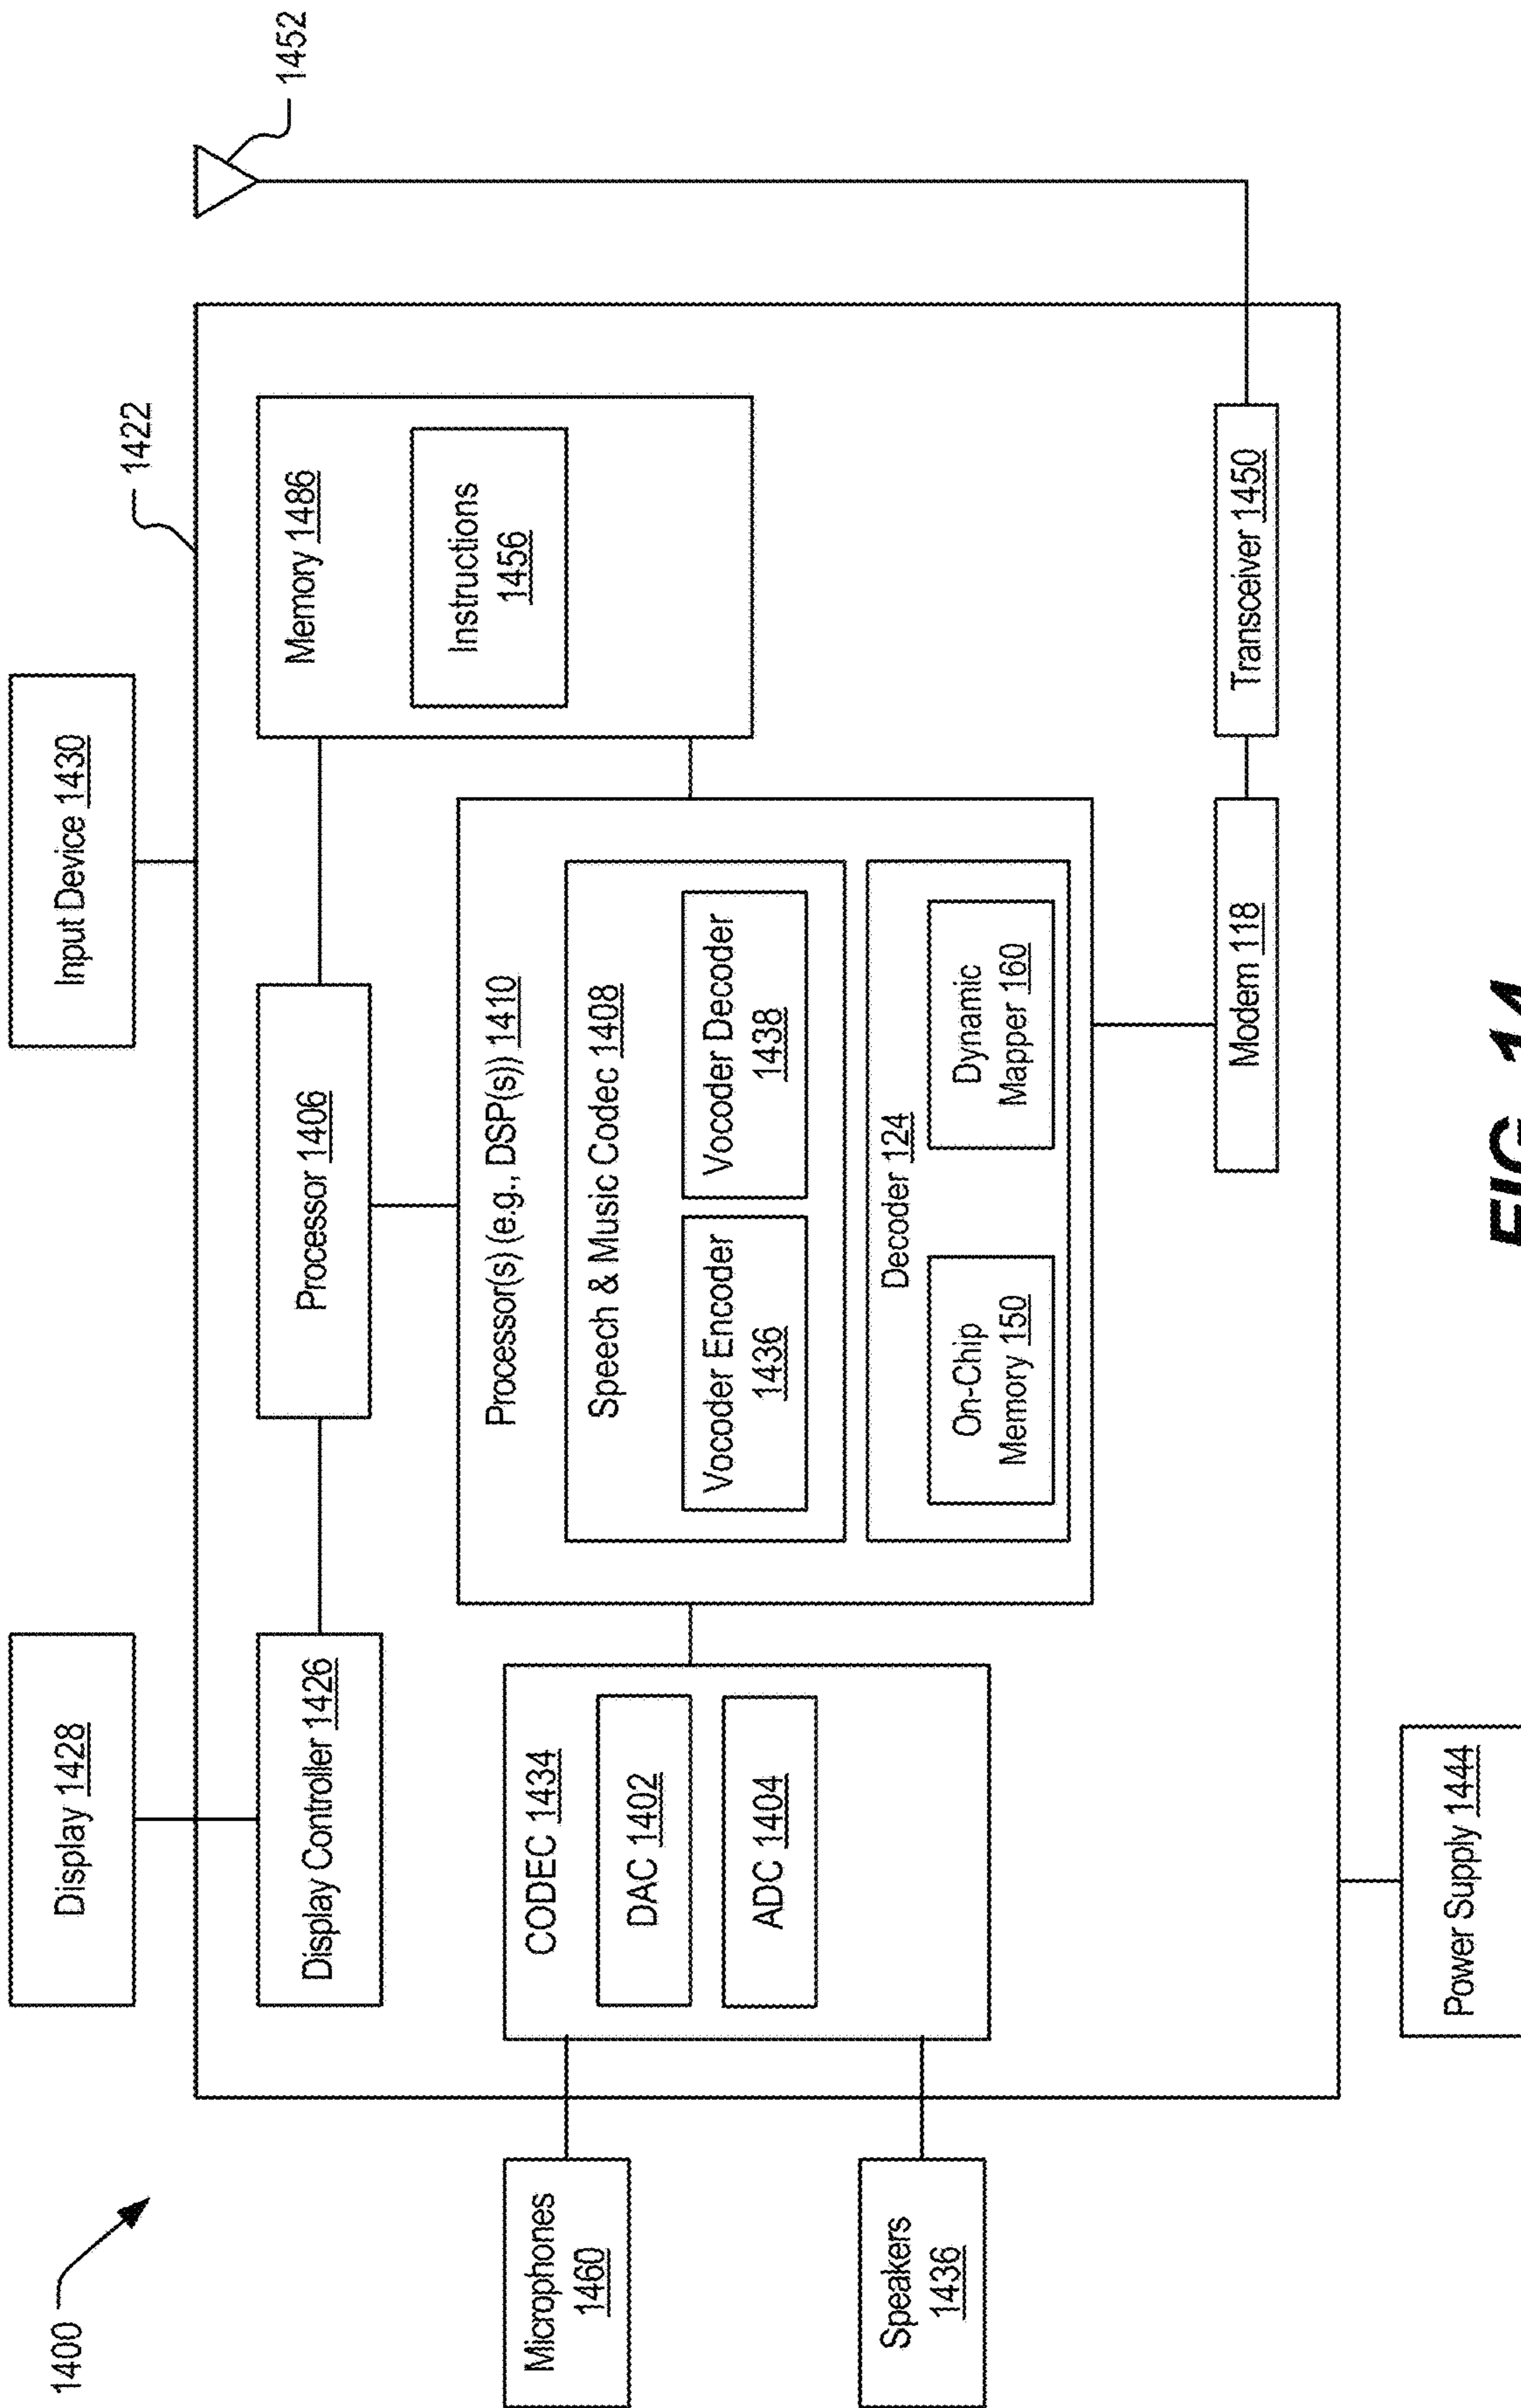 1400
Display 1428
Input Device 1430
1422
1452
Display Controller 1426
Processor 1406
Memory 1486
Instructions
1456
Microphones
1460
Speakers
1436
CODEC 1434
DAC 1402
ADC 1404
Processor(s) (e.g., DSP(s)) 1410
Speech & Music Codec 1408
Vocoder Encoder
1436
Vocoder Decoder
1438
Decoder 124
On-Chip
Memory 150
Dynamic
Mapper 160
Modem 118
Transceiver 1450
Power Supply 1444
FIG. 14